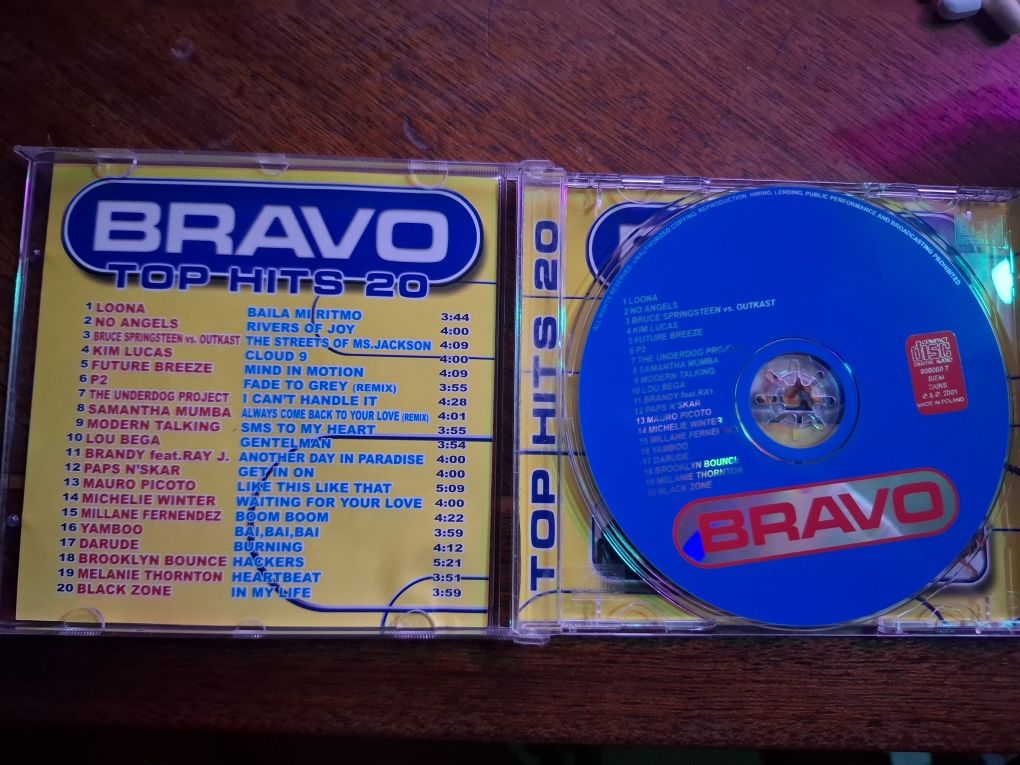 BRAVO
TOP HITS 20
1 LOONA BAILA MI RITMO 3:44
2 NO ANGELS RIVERS OF JOY 4:00
3 BRUCE SPRINGSTEEN vs. OUTKAST THE STREETS OF MS.JACKSON 4:09
4 KIM LUCAS CLOUD 9 4:00
5 FUTURE BREEZE MIND IN MOTION 4:09
6 P2 FADE TO GREY (REMIX) 3:55
7 THE UNDERDOG PROJECT I CAN'T HANDLE IT 4:28
8 SAMANTHA MUMBA ALWAYS COME BACK TO YOUR LOVE (REMIX) 4:01
9 MODERN TALKING SMS TO MY HEART 3:55
10 LOU BEGA GENTELMAN 3:54
11 BRANDY feat.RAY J. ANOTHER DAY IN PARADISE 4:00
12 PAPS N'SKAR GET IN ON 4:00
13 MAURO PICOTO LIKE THIS LIKE THAT 5:09
14 MICHELIE WINTER WAITING FOR YOUR LOVE 4:00
15 MILLANE FERNENDEZ BOOM BOOM 4:22
16 YAMBOO BAI,BAI,BAI 3:59
17 DARUDE BURNING 4:12
18 BROOKLYN BOUNCE HACKERS 5:21
19 MELANIE THORNTON HEARTBEAT 3:51
20 BLACK ZONE IN MY LIFE 3:59
TOP HITS 20
UNAUTHORIZED COPYING, REPRODUCTION, HIRING, LENDING, PUBLIC PERFORMANCE AND BROADCASTING PROHIBITED
1 LOONA
2 NO ANGELS
3 BRUCE SPRINGSTEEN vs. OUTKAST
4 KIM LUCAS
5 FUTURE BREEZE
6 P2
7 THE UNDERDOG PROJECT
8 SAMANTHA MUMBA
9 MODERN TALKING
10 LOU BEGA
11 BRANDY feat.RAY
12 PAPS N'SKAR
13 MAURO PICOTO
14 MICHELIE WINTER
15 MILLANE FERNENDEZ
16 YAMBOO
17 DARUDE
18 BROOKLYN BOUNCE
19 MELANIE THORNTON
20 BLACK ZONE
COMPACT
disc
DIGITAL AUDIO
000000 7
BIEM
ZAIKS
℗ & © 2001
MADE IN POLAND
BRAVO